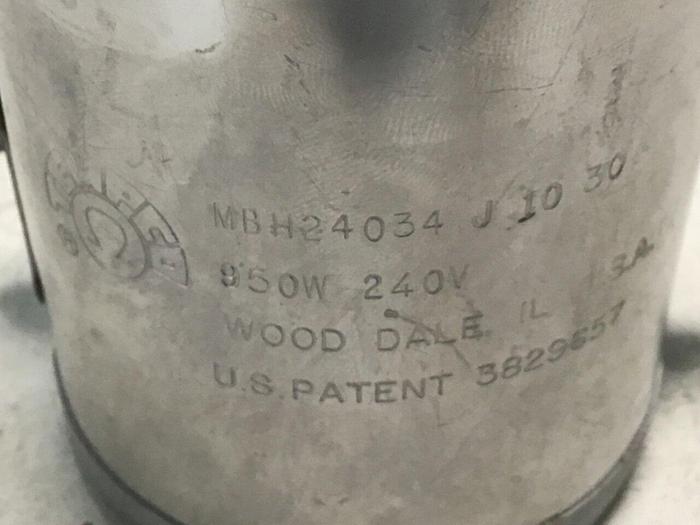 MBH24034 J 10 30
950W 240V
WOOD DALE IL
U.S. PATENT 3829657